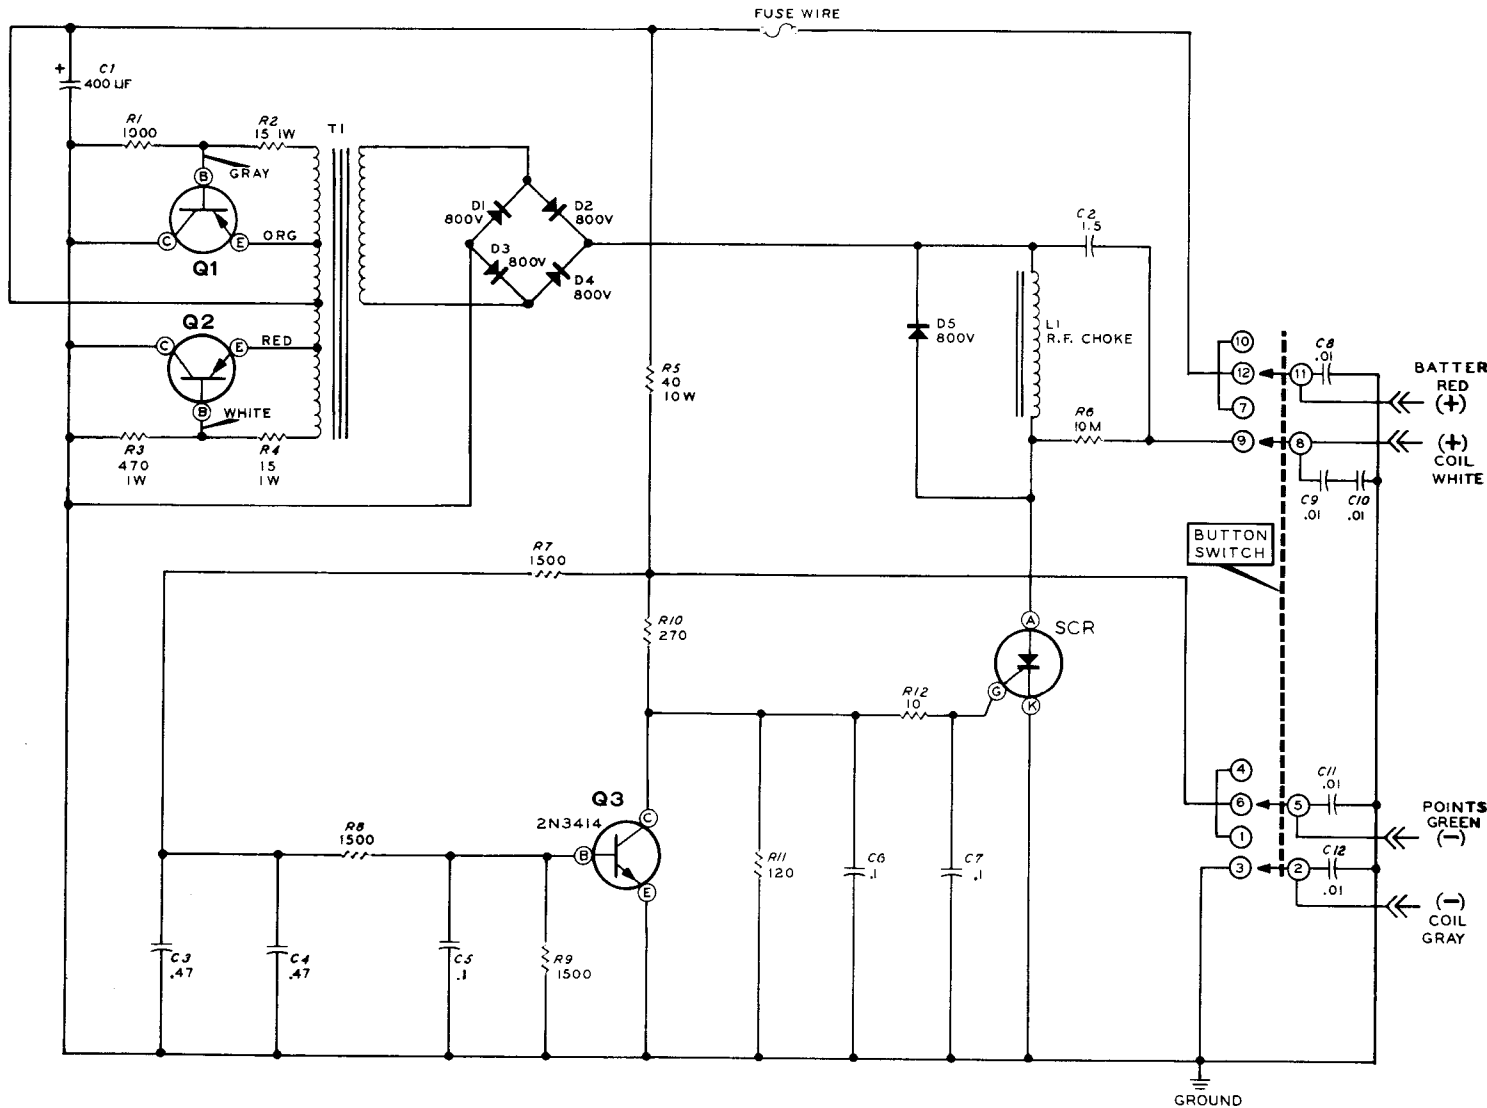 FUSE WIRE
+ C1
400 UF
R1
1000
R2
15 1W
T1
B
GRAY
C
E
ORG
Q1
Q2
C
E
RED
B
WHITE
R3
470
1W
R4
15
1W
D1
800V
D2
800V
D3
800V
D4
800V
R5
40
10W
C2
1.5
D5
800V
L1
R.F. CHOKE
R6
10M
10
12
7
9
11
8
C8
.01
BATTER
RED
(+)
(+)
COIL
WHITE
C9
.01
C10
.01
BUTTON
SWITCH
R7
1500
R10
270
A
SCR
G
K
R12
10
Q3
2N3414
C
B
E
R8
1500
R11
120
C6
.1
C7
.1
C3
.47
C4
.47
C5
.1
R9
1500
4
6
1
3
5
2
C11
.01
C12
.01
POINTS
GREEN
(-)
(-)
COIL
GRAY
GROUND